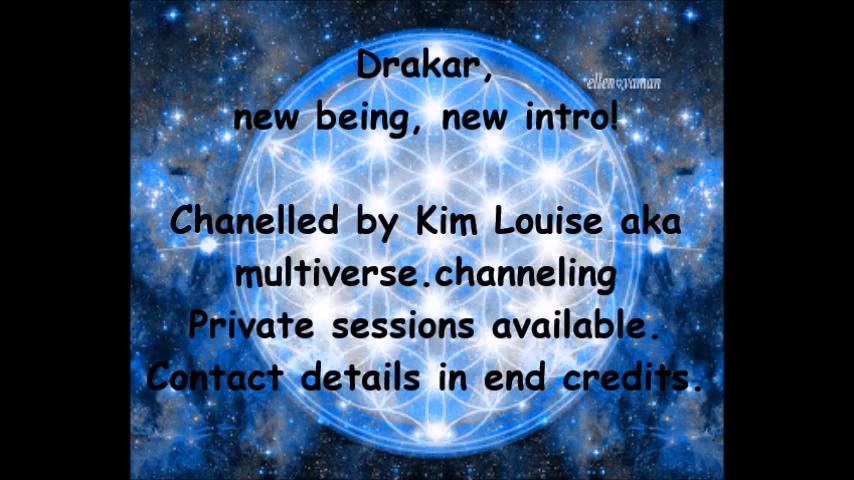 Drakar,
ellen vaman
new being, new intro!
Chanelled by Kim Louise aka
multiverse.channeling
Private sessions available.
Contact details in end credits.